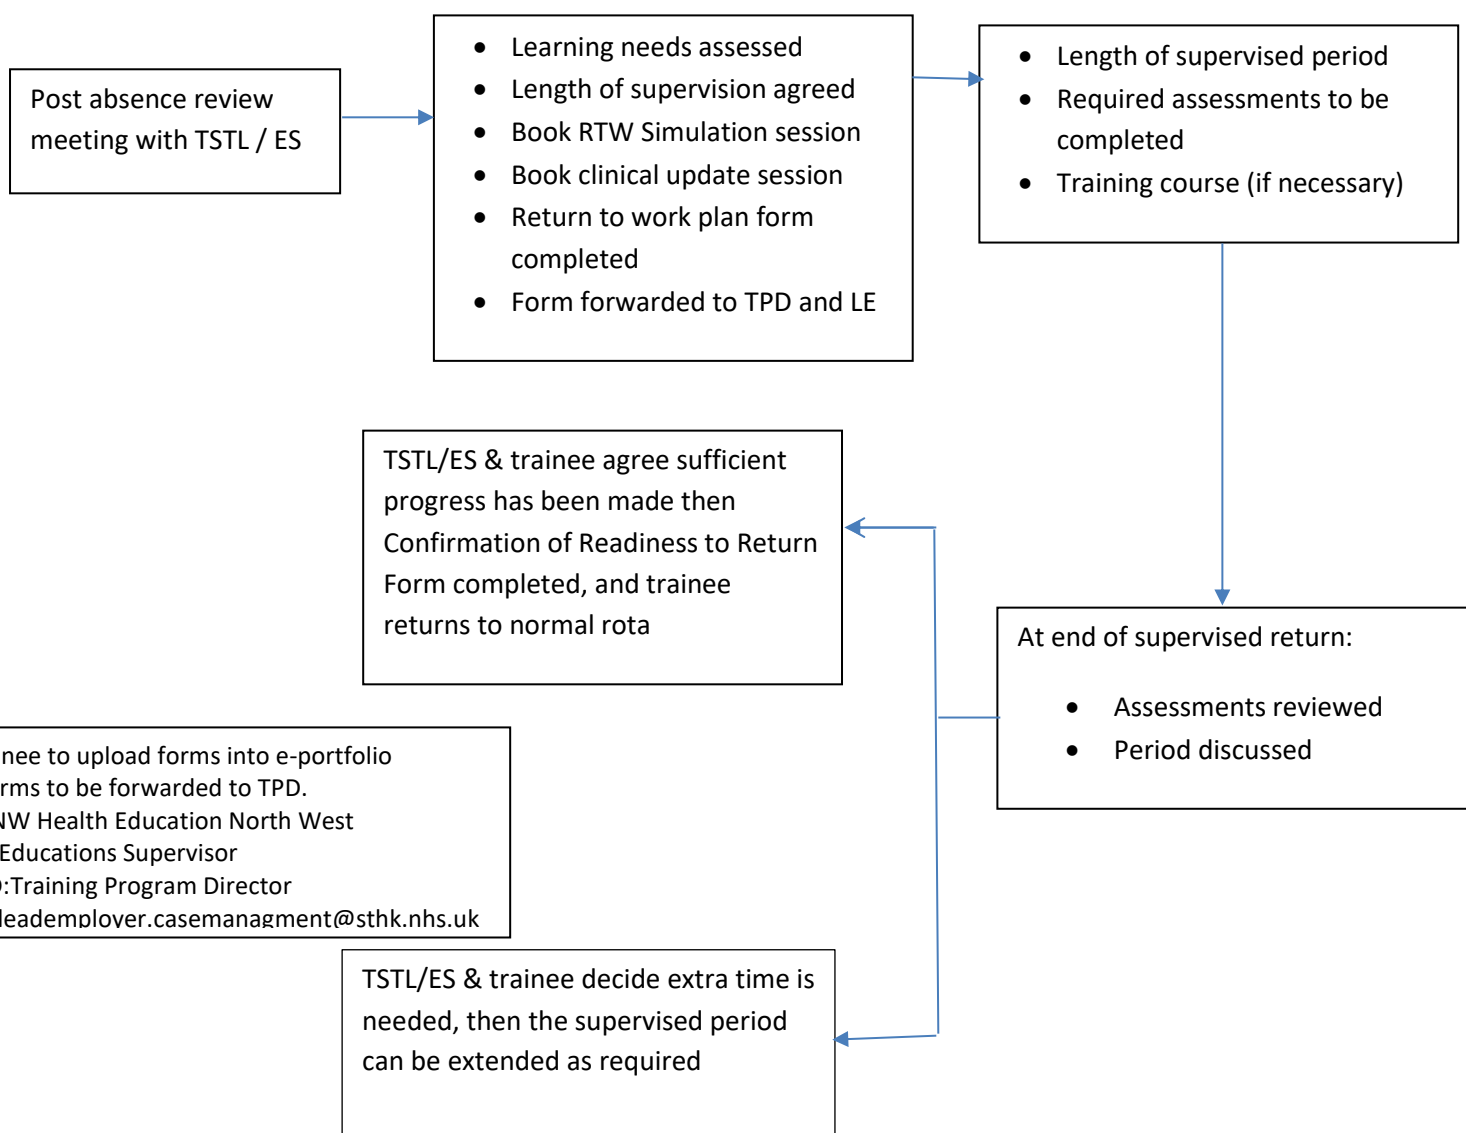 Post absence review
meeting with TSTL / ES
• Learning needs assessed
• Length of supervision agreed
• Book RTW Simulation session
• Book clinical update session
• Return to work plan form
completed
• Form forwarded to TPD and LE
• Length of supervised period
• Required assessments to be
completed
• Training course (if necessary)
TSTL/ES & trainee agree sufficient
progress has been made then
Confirmation of Readiness to Return
Form completed, and trainee
returns to normal rota
At end of supervised return:
• Assessments reviewed
• Period discussed
to upload forms into e-portfolio
to be forwarded to TPD.
Health Education North West
Educations Supervisor
:Training Program Director
leademployer.casemanagment@sthk.nhs.uk
TSTL/ES & trainee decide extra time is
needed, then the supervised period
can be extended as required